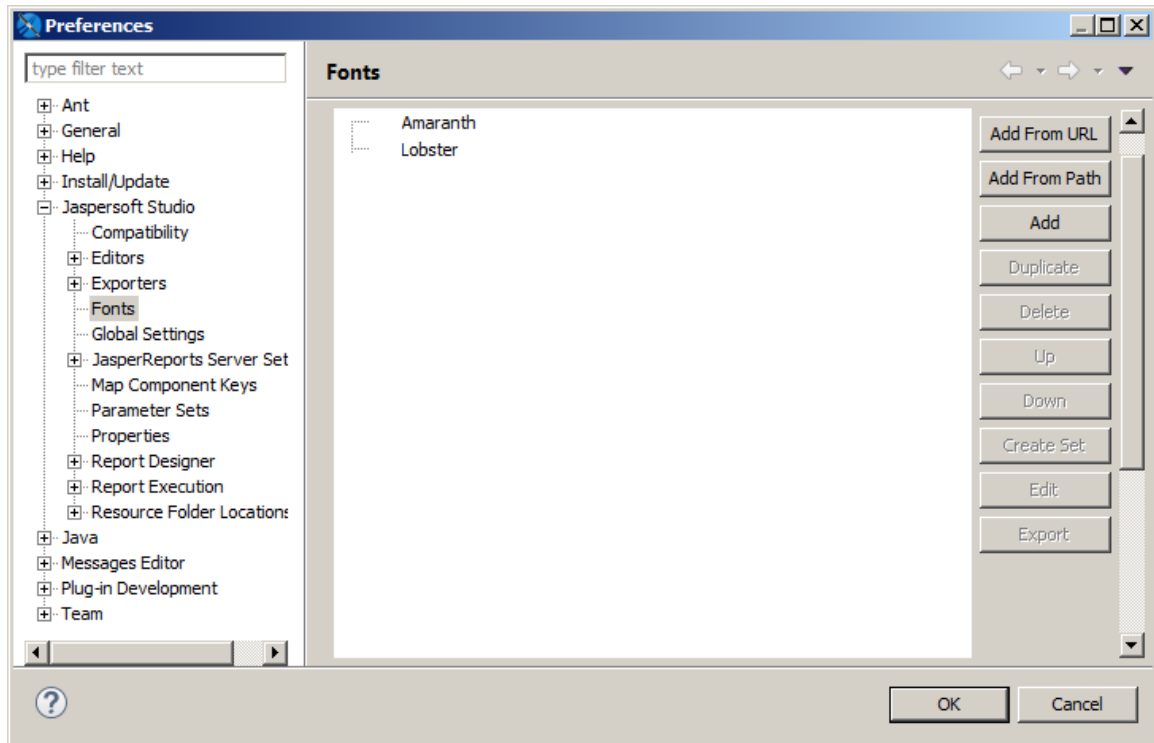 Preferences
type filter text
Ant
General
Help
Install/Update
Jaspersoft Studio
Compatibility
Editors
Exporters
Fonts
Global Settings
JasperReports Server Set
Map Component Keys
Parameter Sets
Properties
Report Designer
Report Execution
Resource Folder Locations
Java
Messages Editor
Plug-in Development
Team
Fonts
Amaranth
Lobster
Add From URL
Add From Path
Add
Duplicate
Delete
Up
Down
Create Set
Edit
Export
?
OK
Cancel